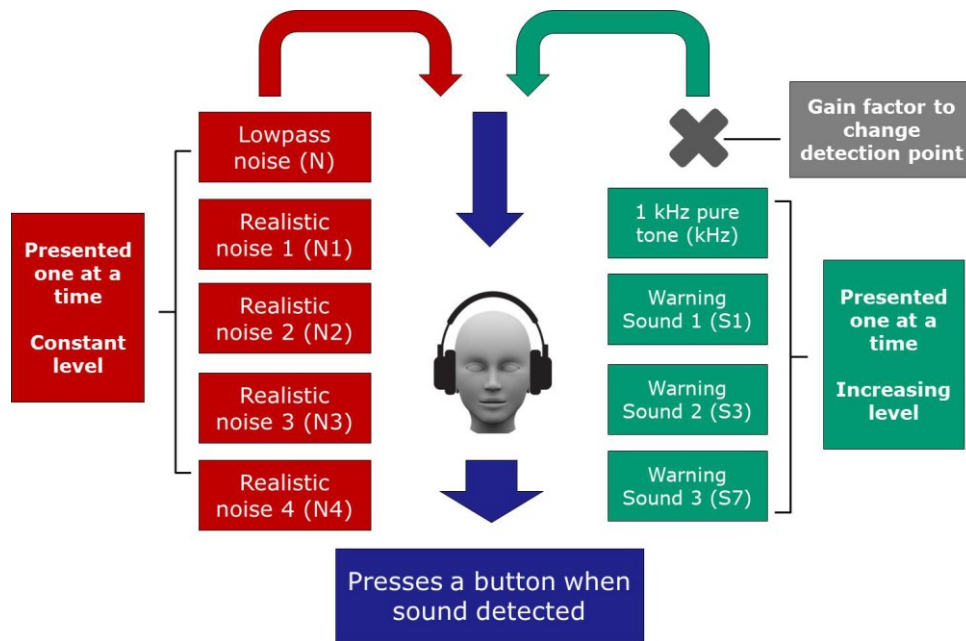 Lowpass
noise (N)
Realistic
noise 1 (N1)
Realistic
noise 2 (N2)
Realistic
noise 3 (N3)
Realistic
noise 4 (N4)
Presented
one at a
time
Constant
level
Gain factor to
change
detection point
1 kHz pure
tone (kHz)
Warning
Sound 1 (S1)
Warning
Sound 2 (S3)
Warning
Sound 3 (S7)
Presented
one at a
time
Increasing
level
Presses a button when
sound detected